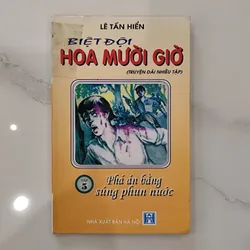 LÊ TẤN HIỂN
BIỆT ĐỘI
HOA MƯỜI GIỜ
(TRUYỆN DÀI NHIỀU TẬP)
5
Phá án bằng
súng phun nước
NHÀ XUẤT BẢN HÀ NỘI